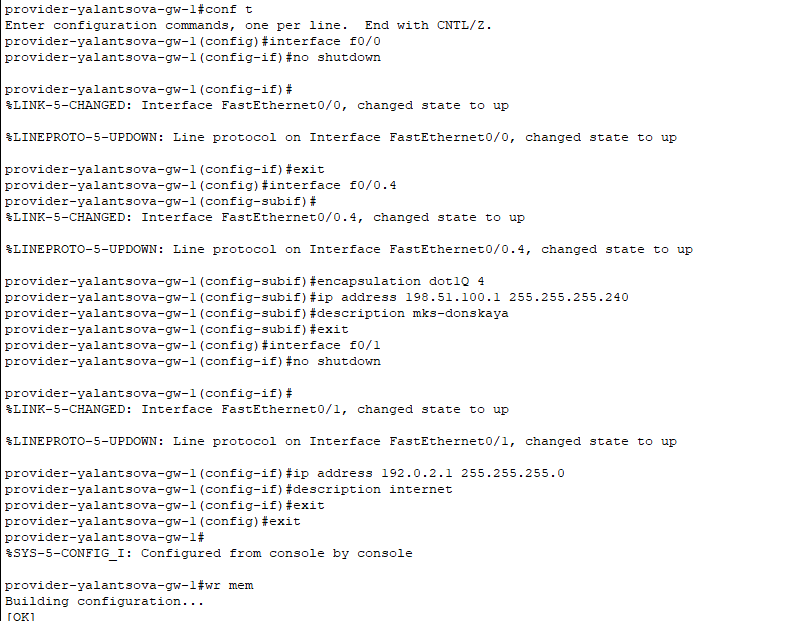 provider-yalantsova-gw-1#conf t
Enter configuration commands, one per line.  End with CNTL/Z.
provider-yalantsova-gw-1(config)#interface f0/0
provider-yalantsova-gw-1(config-if)#no shutdown
provider-yalantsova-gw-1(config-if)#
%LINK-5-CHANGED: Interface FastEthernet0/0, changed state to up
%LINEPROTO-5-UPDOWN: Line protocol on Interface FastEthernet0/0, changed state to up
provider-yalantsova-gw-1(config-if)#exit
provider-yalantsova-gw-1(config)#interface f0/0.4
provider-yalantsova-gw-1(config-subif)#
%LINK-5-CHANGED: Interface FastEthernet0/0.4, changed state to up
%LINEPROTO-5-UPDOWN: Line protocol on Interface FastEthernet0/0.4, changed state to up
provider-yalantsova-gw-1(config-subif)#encapsulation dot1Q 4
provider-yalantsova-gw-1(config-subif)#ip address 198.51.100.1 255.255.255.240
provider-yalantsova-gw-1(config-subif)#description mks-donskaya
provider-yalantsova-gw-1(config-subif)#exit
provider-yalantsova-gw-1(config)#interface f0/1
provider-yalantsova-gw-1(config-if)#no shutdown
provider-yalantsova-gw-1(config-if)#
%LINK-5-CHANGED: Interface FastEthernet0/1, changed state to up
%LINEPROTO-5-UPDOWN: Line protocol on Interface FastEthernet0/1, changed state to up
provider-yalantsova-gw-1(config-if)#ip address 192.0.2.1 255.255.255.0
provider-yalantsova-gw-1(config-if)#description internet
provider-yalantsova-gw-1(config-if)#exit
provider-yalantsova-gw-1(config)#exit
provider-yalantsova-gw-1#
%SYS-5-CONFIG_I: Configured from console by console
provider-yalantsova-gw-1#wr mem
Building configuration...
[OK]